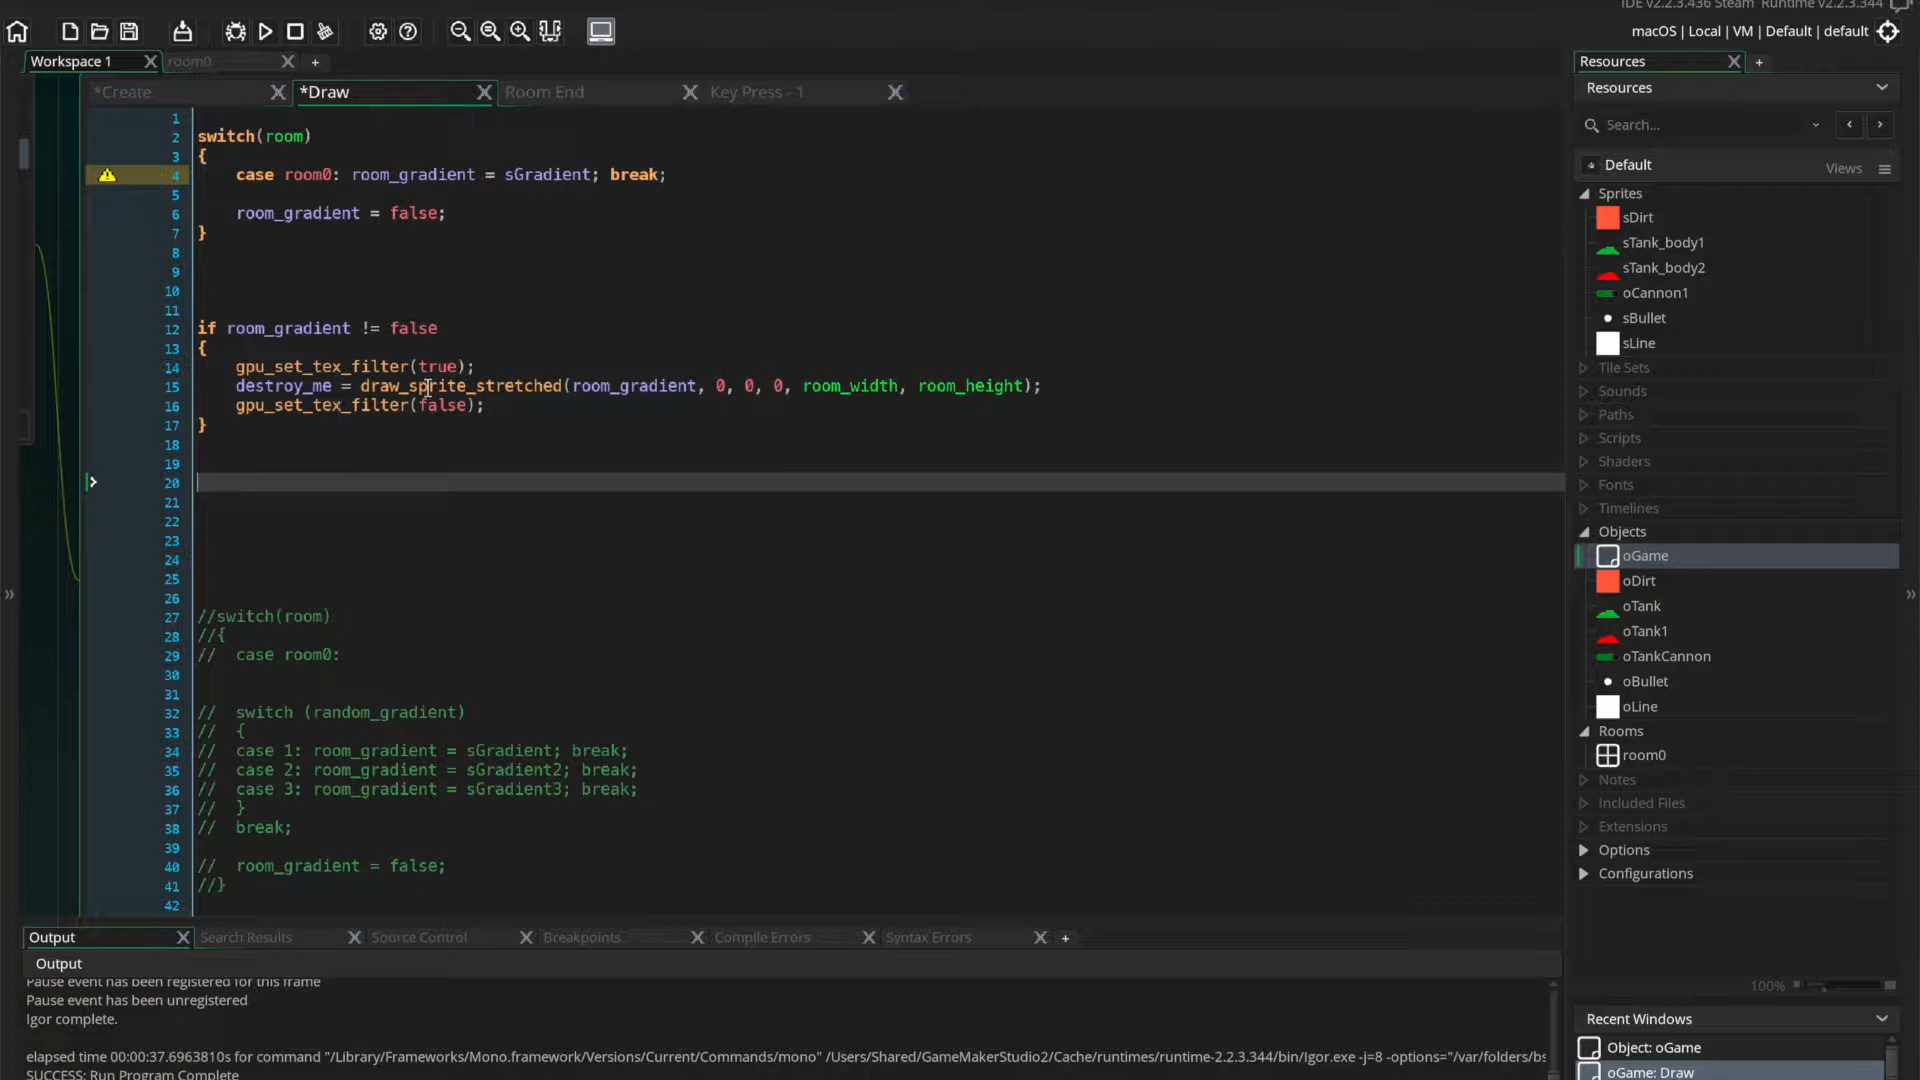 IDE v2.2.3.436 Steam Runtime v2.2.3.344
macOS | Local | VM | Default | default
Workspace 1
room0
Resources
*Create
*Draw
Room End
Key Press - 1
Resources
Search...
Default
Views
Sprites
sDirt
sTank_body1
sTank_body2
oCannon1
sBullet
sLine
Tile Sets
Sounds
Paths
Scripts
Shaders
Fonts
Timelines
Objects
oGame
oDirt
oTank
oTank1
oTankCannon
oBullet
oLine
Rooms
room0
Notes
Included Files
Extensions
Options
Configurations
100%
Recent Windows
Object: oGame
oGame: Draw
1
2 switch(room)
3 {
4 case room0: room_gradient = sGradient; break;
5
6 room_gradient = false;
7 }
8
9
10
11
12 if room_gradient != false
13 {
14 gpu_set_tex_filter(true);
15 destroy_me = draw_sprite_stretched(room_gradient, 0, 0, 0, room_width, room_height);
16 gpu_set_tex_filter(false);
17 }
18
19
20
21
22
23
24
25
26
27 //switch(room)
28 //{
29 // case room0:
30
31
32 // switch (random_gradient)
33 // {
34 // case 1: room_gradient = sGradient; break;
35 // case 2: room_gradient = sGradient2; break;
36 // case 3: room_gradient = sGradient3; break;
37 // }
38 // break;
39
40 // room_gradient = false;
41 //}
42
Output
Search Results
Source Control
Breakpoints
Compile Errors
Syntax Errors
Output
Pause event has been registered for this frame
Pause event has been unregistered
Igor complete.
elapsed time 00:00:37.6963810s for command "/Library/Frameworks/Mono.framework/Versions/Current/Commands/mono" /Users/Shared/GameMakerStudio2/Cache/runtimes/runtime-2.2.3.344/bin/Igor.exe -j=8 -options="/var/folders/bs
SUCCESS: Run Program Complete